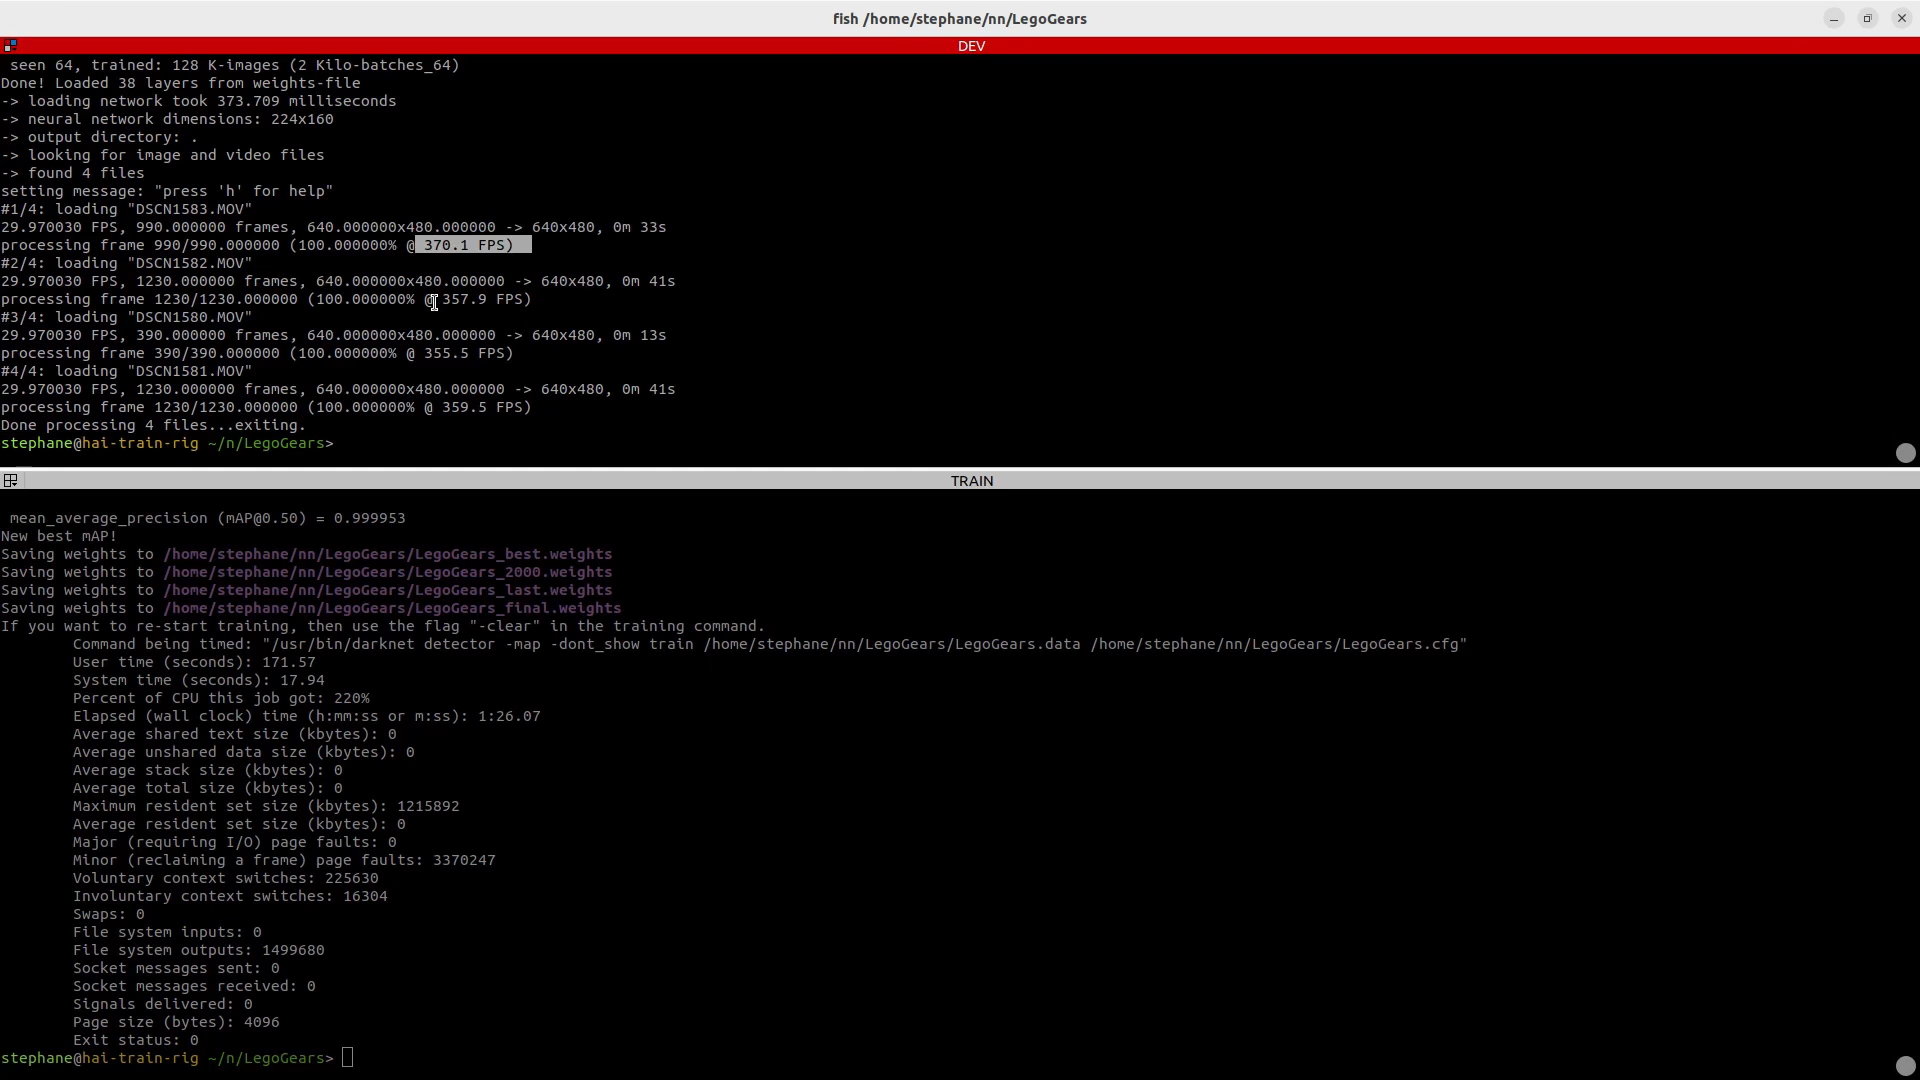 fish /home/stephane/nn/LegoGears
DEV
seen 64, trained: 128 K-images (2 Kilo-batches_64)
Done! Loaded 38 layers from weights-file
-> loading network took 373.709 milliseconds
-> neural network dimensions: 224x160
-> output directory: .
-> looking for image and video files
-> found 4 files
setting message: "press 'h' for help"
#1/4: loading "DSCN1583.MOV"
29.970030 FPS, 990.000000 frames, 640.000000x480.000000 -> 640x480, 0m 33s
processing frame 990/990.000000 (100.000000% @ 370.1 FPS)
#2/4: loading "DSCN1582.MOV"
29.970030 FPS, 1230.000000 frames, 640.000000x480.000000 -> 640x480, 0m 41s
processing frame 1230/1230.000000 (100.000000% @ 357.9 FPS)
#3/4: loading "DSCN1580.MOV"
29.970030 FPS, 390.000000 frames, 640.000000x480.000000 -> 640x480, 0m 13s
processing frame 390/390.000000 (100.000000% @ 355.5 FPS)
#4/4: loading "DSCN1581.MOV"
29.970030 FPS, 1230.000000 frames, 640.000000x480.000000 -> 640x480, 0m 41s
processing frame 1230/1230.000000 (100.000000% @ 359.5 FPS)
Done processing 4 files...exiting.
stephane@hai-train-rig ~/n/LegoGears>
TRAIN
mean_average_precision (mAP@0.50) = 0.999953
New best mAP!
Saving weights to /home/stephane/nn/LegoGears/LegoGears_best.weights
Saving weights to /home/stephane/nn/LegoGears/LegoGears_2000.weights
Saving weights to /home/stephane/nn/LegoGears/LegoGears_last.weights
Saving weights to /home/stephane/nn/LegoGears/LegoGears_final.weights
If you want to re-start training, then use the flag "-clear" in the training command.
Command being timed: "/usr/bin/darknet detector -map -dont_show train /home/stephane/nn/LegoGears/LegoGears.data /home/stephane/nn/LegoGears/LegoGears.cfg"
User time (seconds): 171.57
System time (seconds): 17.94
Percent of CPU this job got: 220%
Elapsed (wall clock) time (h:mm:ss or m:ss): 1:26.07
Average shared text size (kbytes): 0
Average unshared data size (kbytes): 0
Average stack size (kbytes): 0
Average total size (kbytes): 0
Maximum resident set size (kbytes): 1215892
Average resident set size (kbytes): 0
Major (requiring I/O) page faults: 0
Minor (reclaiming a frame) page faults: 3370247
Voluntary context switches: 225630
Involuntary context switches: 16304
Swaps: 0
File system inputs: 0
File system outputs: 1499680
Socket messages sent: 0
Socket messages received: 0
Signals delivered: 0
Page size (bytes): 4096
Exit status: 0
stephane@hai-train-rig ~/n/LegoGears>